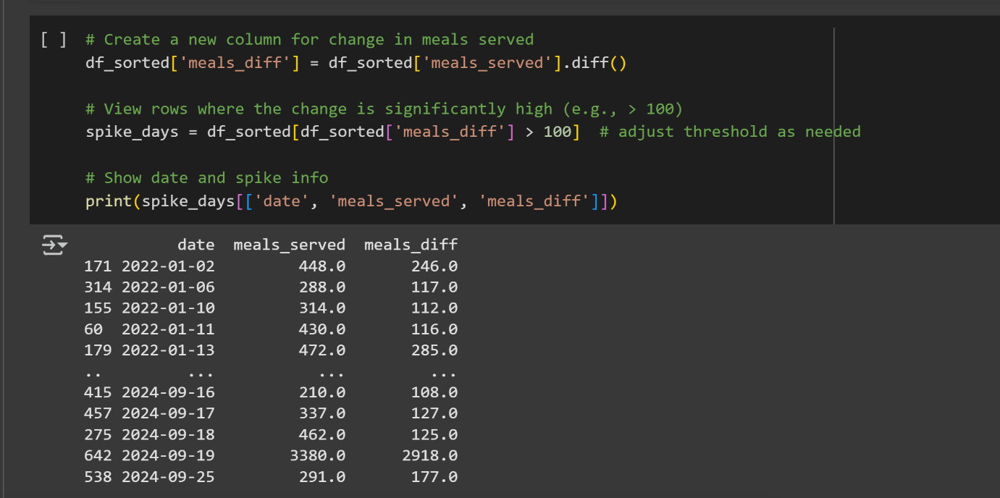 [ ] # Create a new column for change in meals served
df_sorted['meals_diff'] = df_sorted['meals_served'].diff()
# View rows where the change is significantly high (e.g., > 100)
spike_days = df_sorted[df_sorted['meals_diff'] > 100]  # adjust threshold as needed
# Show date and spike info
print(spike_days[['date', 'meals_served', 'meals_diff']])
date  meals_served  meals_diff
171 2022-01-02         448.0       246.0
314 2022-01-06         288.0       117.0
155 2022-01-10         314.0       112.0
60  2022-01-11         430.0       116.0
179 2022-01-13         472.0       285.0
..         ...           ...         ...
415 2024-09-16         210.0       108.0
457 2024-09-17         337.0       127.0
275 2024-09-18         462.0       125.0
642 2024-09-19        3380.0      2918.0
538 2024-09-25         291.0       177.0